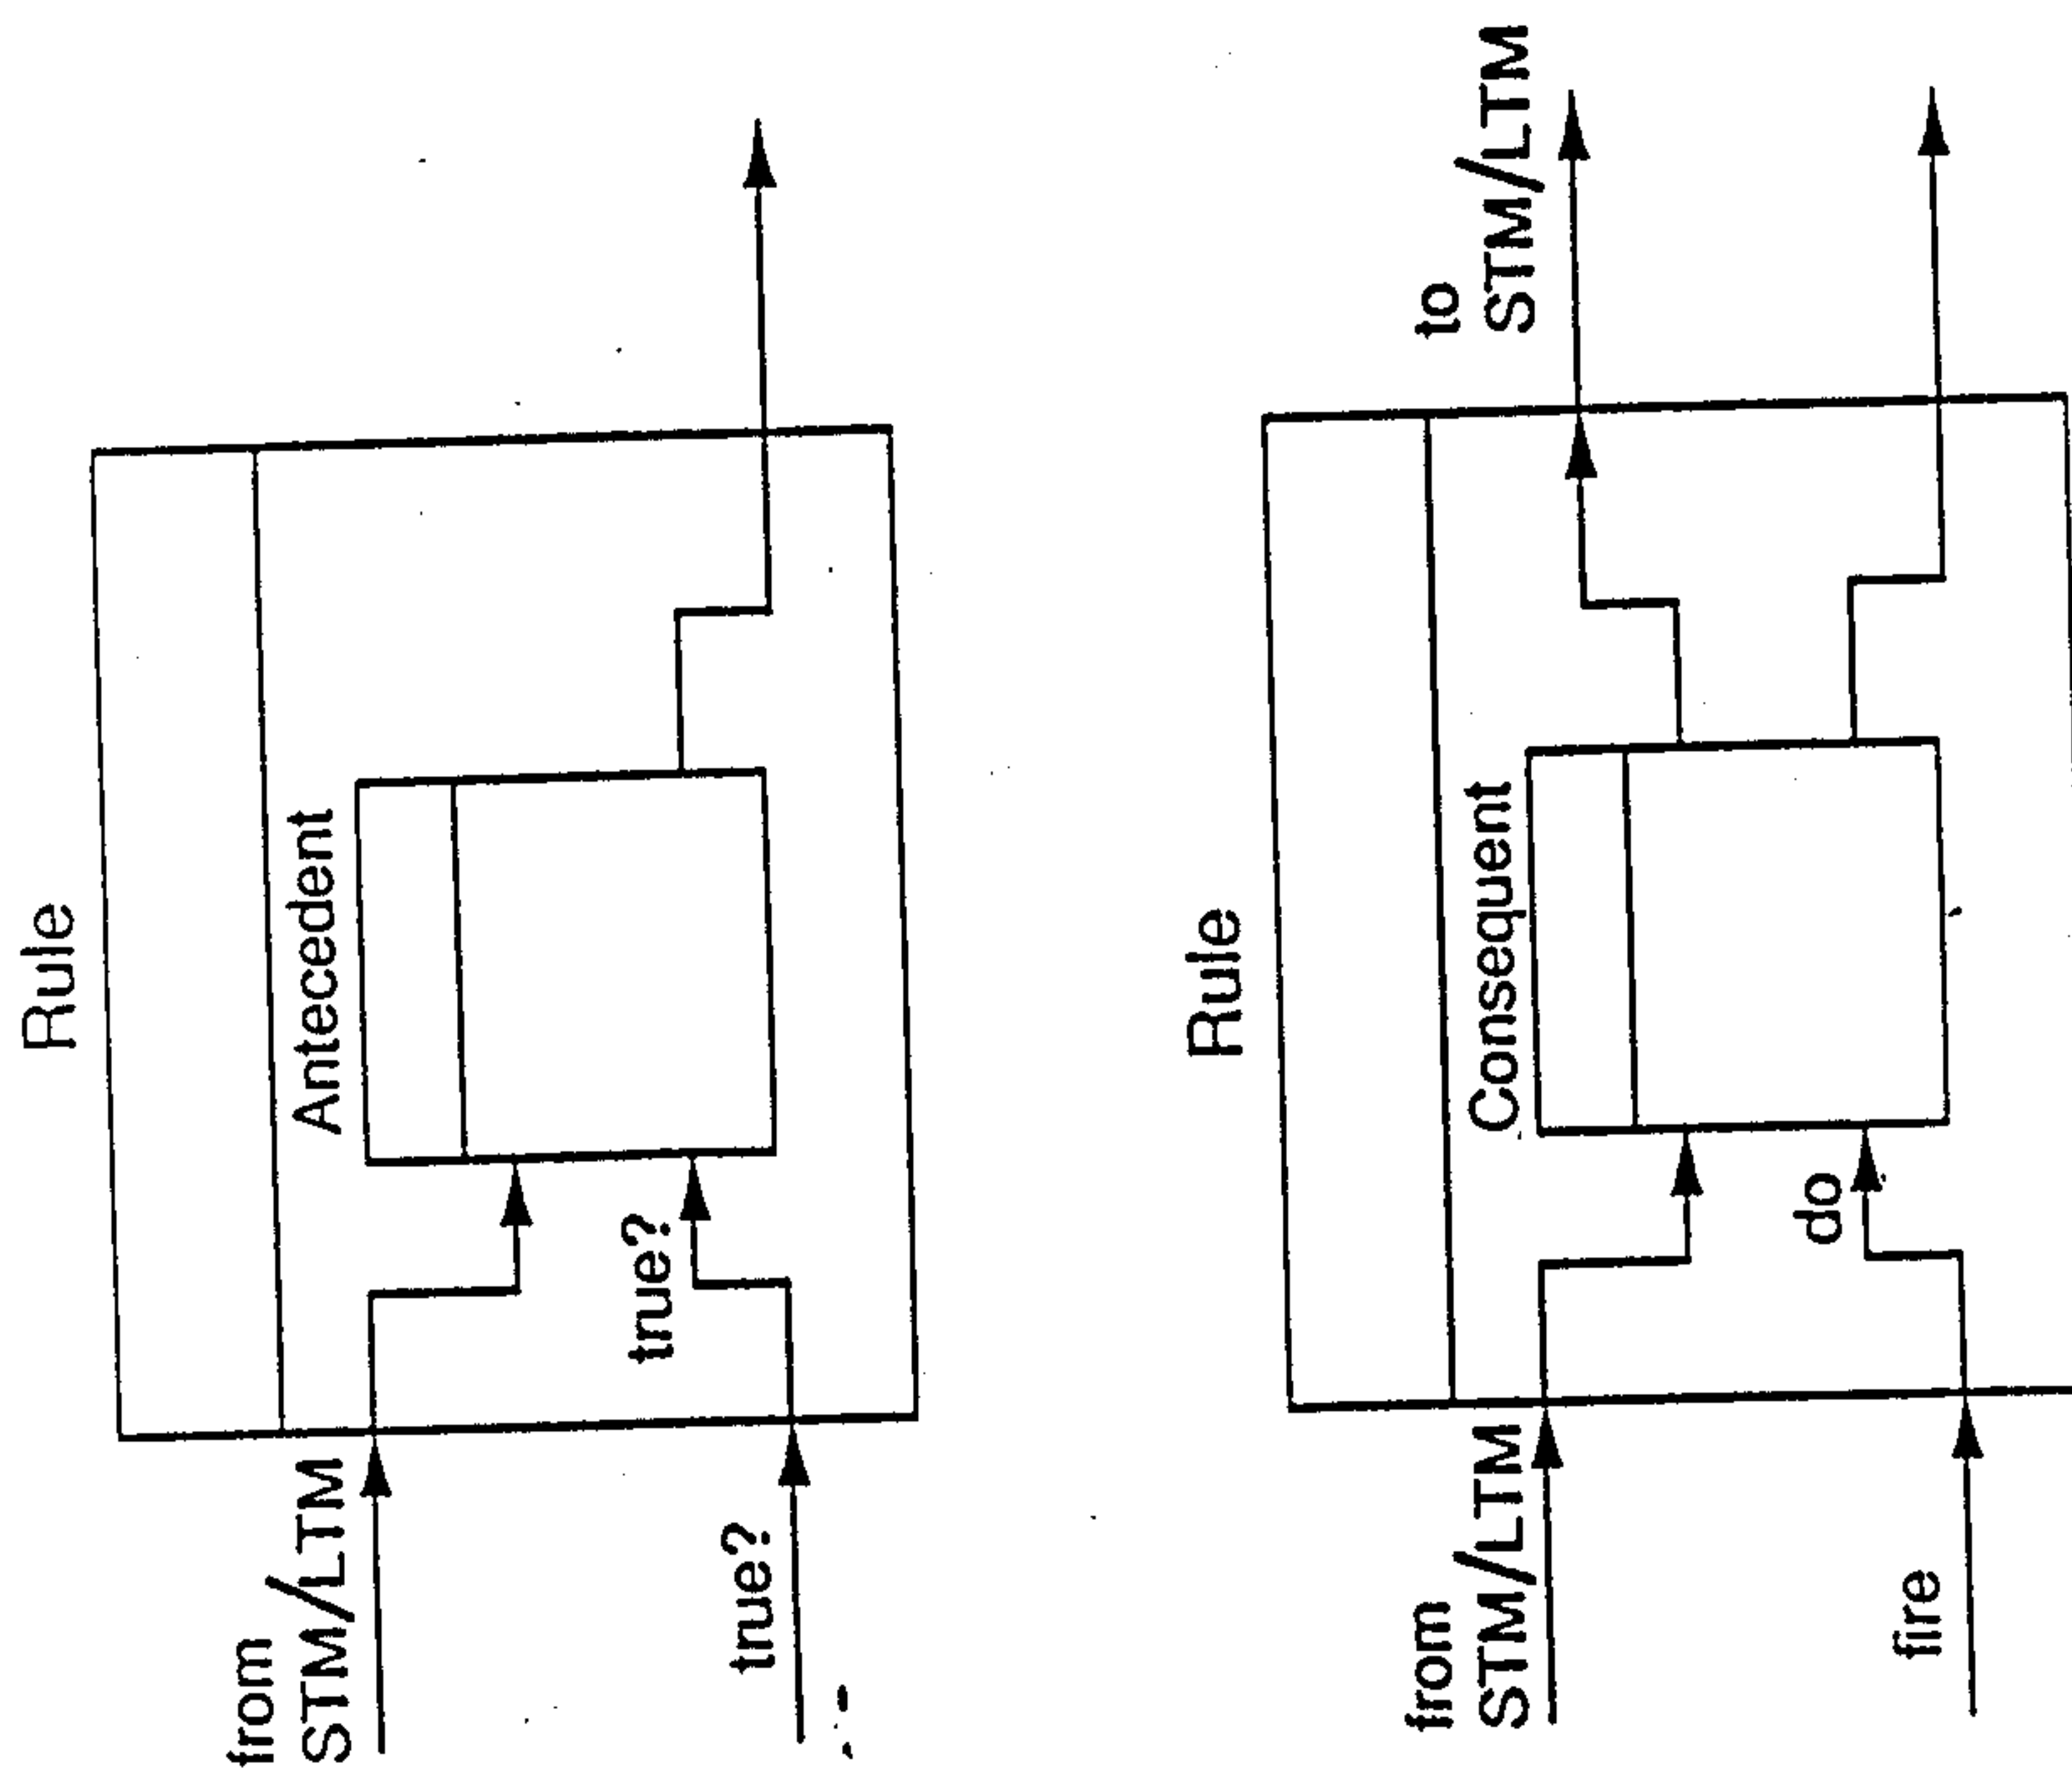 Rule
Antecedent
from
STM/LTM
true?
true?
Rule
Consequent
from
STM/LTM
do
fire
to
STM/LTM